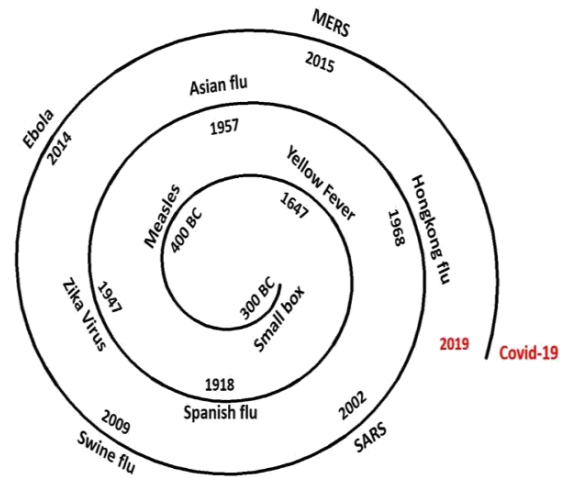 Small box
300 BC
Measles
400 BC
Yellow Fever
1647
Spanish flu
1918
Zika Virus
1947
Asian flu
1957
Hongkong flu
1968
SARS
2002
Swine flu
2009
Ebola
2014
MERS
2015
Covid-19
2019